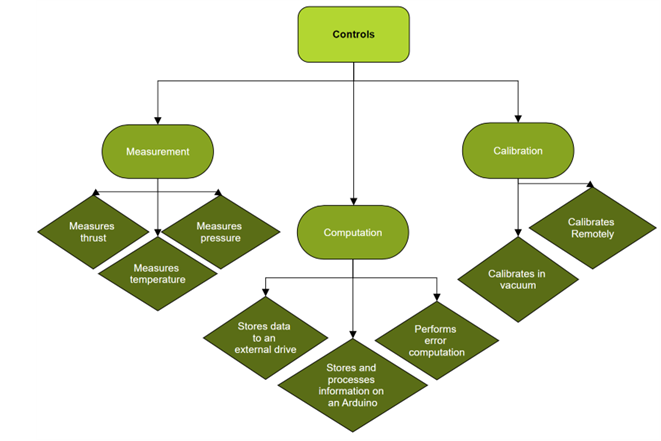 Controls
Measurement
Calibration
Measures
thrust
Measures
pressure
Measures
temperature
Calibrates
Remotely
Calibrates in
vacuum
Computation
Stores data
to an
external drive
Stores and
processes
information on
an Arduino
Performs
error
computation